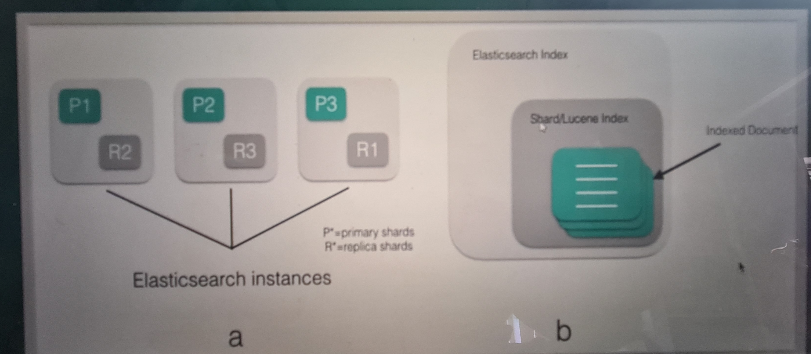 P1
R2
P2
R3
P3
R1
P*=primary shards
R*=replica shards
Elasticsearch instances
a
Elasticsearch Index
Shard/Lucene Index
Indexed Document
b